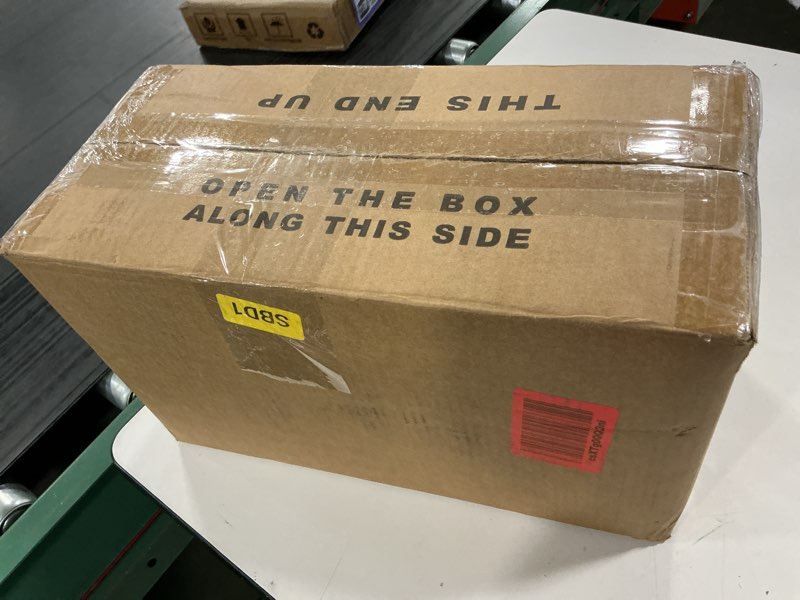 THIS END UP
OPEN THE BOX
ALONG THIS SIDE
SBD1